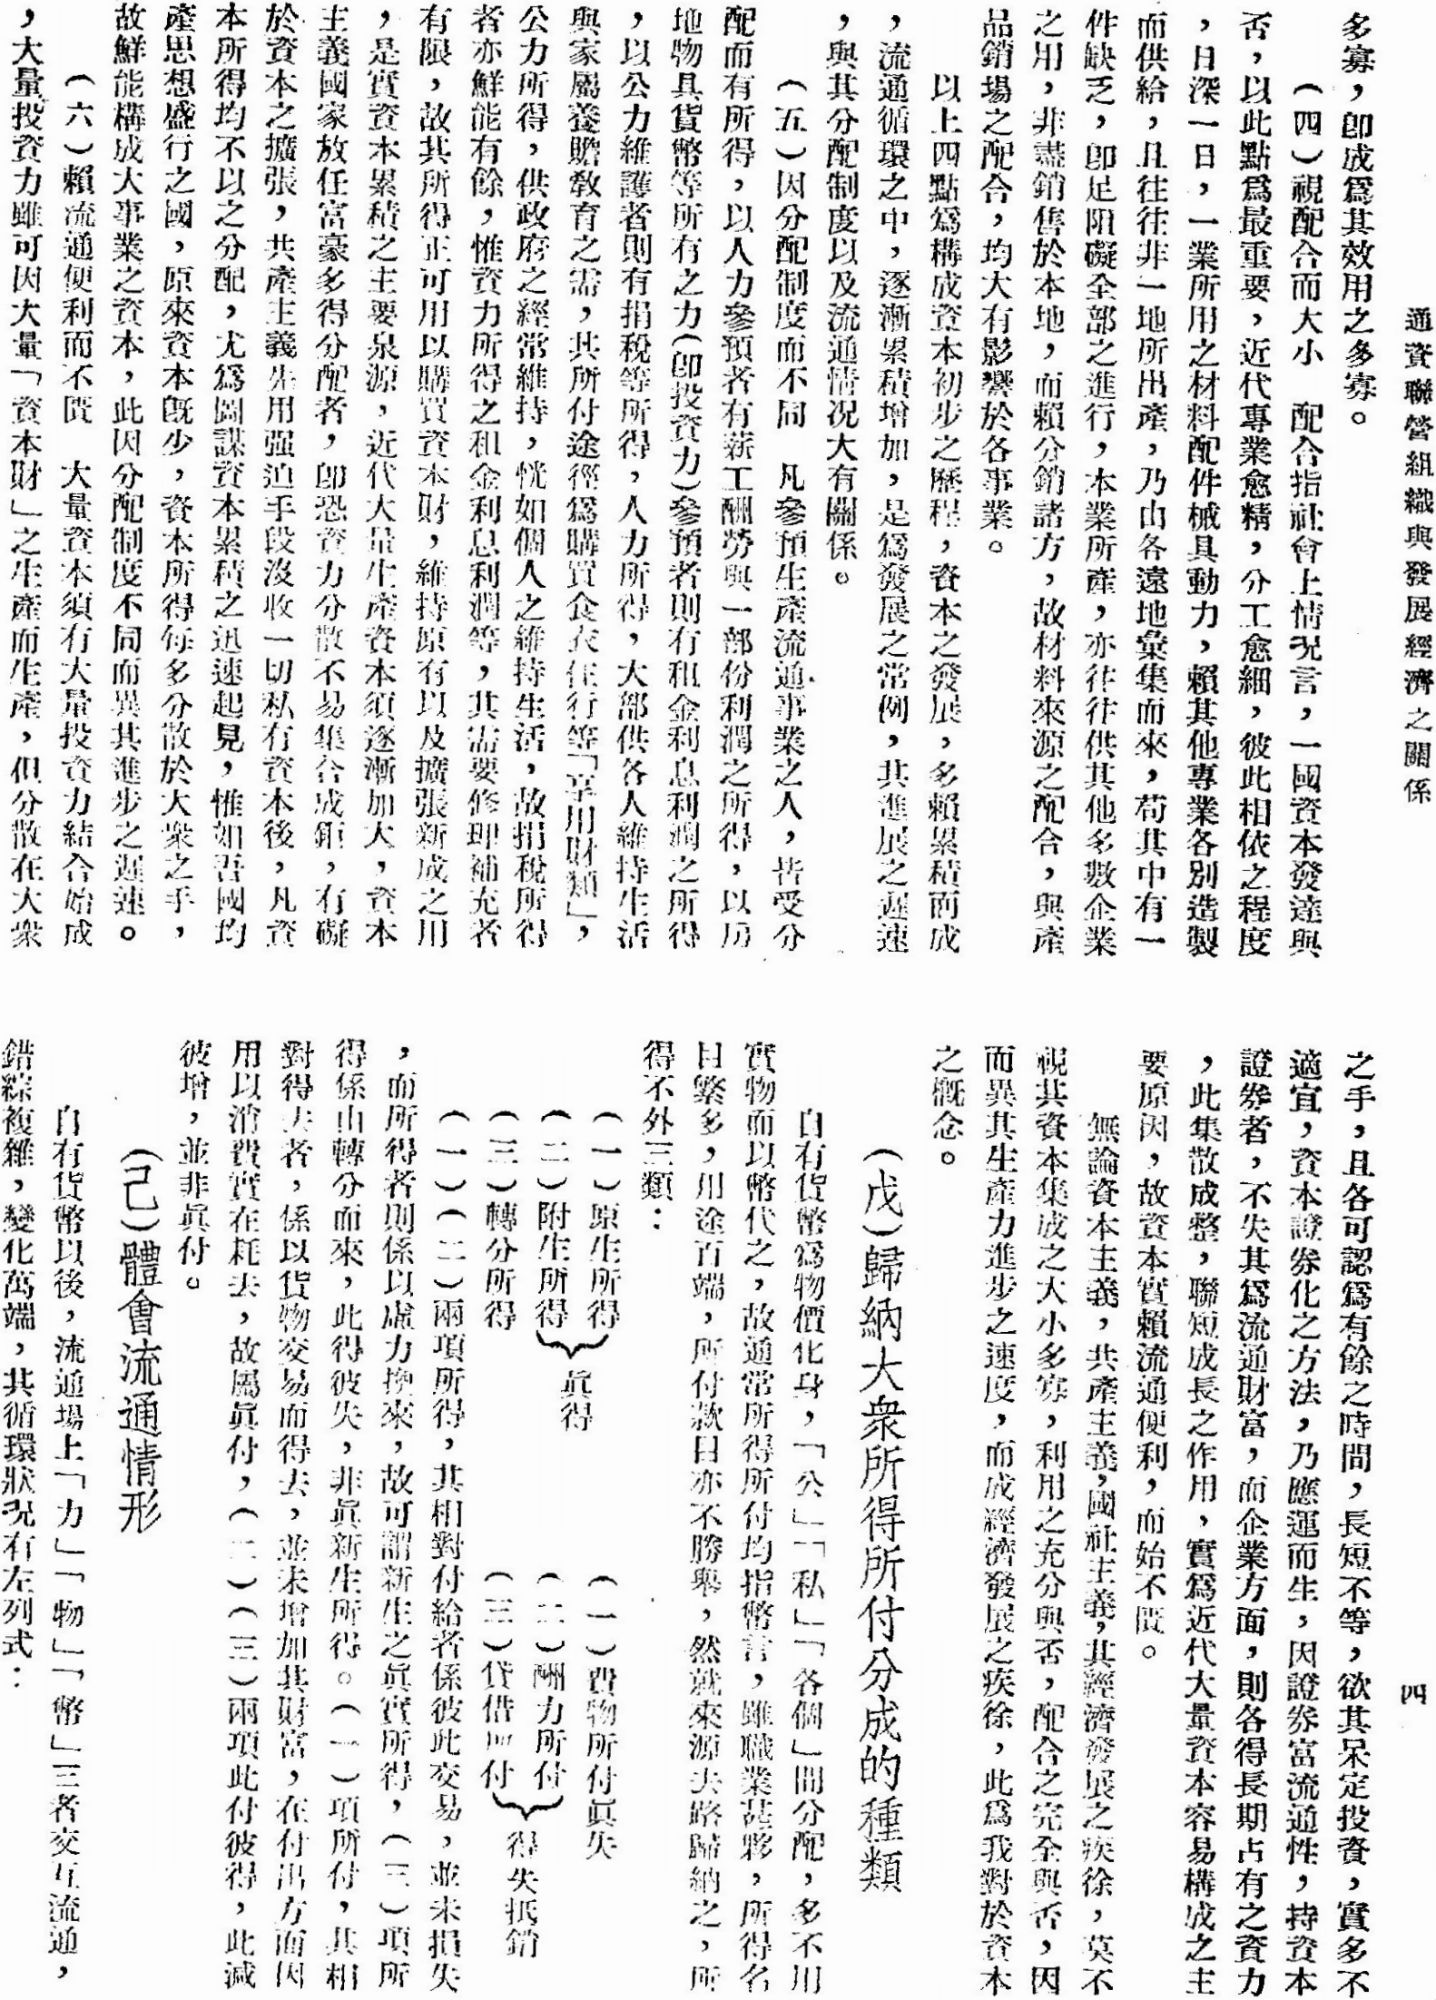 通資聯營組織與發展經濟之關係
四
多寡，卽成爲其效用之多寡。
（四）視配合而大小　配合指社會上情況言，一國資本發達與
否，以此點爲最重要，近代專業愈精，分工愈細，彼此相依之程度
，日深一日，一業所用之材料配件械具動力，賴其他專業各別造製
而供給，且往往非一地所出產，乃由各遠地彙集而來，苟其中有一
件缺乏，卽足阻礙全部之進行，本業所產，亦往往供其他多數企業
之用，非盡銷售於本地，而賴分銷諸方，故材料來源之配合，與產
品銷場之配合，均大有影響於各事業。
以上四點爲構成資本初步之歷程，資本之發展，多賴累積而成
，流通循環之中，逐漸累積增加，是爲發展之常例，其進展之遲速
，與其分配制度以及流通情況大有關係。
（五）因分配制度而不同　凡參預生產流通事業之人，皆受分
配而有所得，以人力參預者有薪工酬勞與一部份利潤之所得，以房
地物具貨幣等所有之力（卽投資力）參預者則有租金利息利潤之所得
，以公力維護者則有捐稅等所得，人力所得，大部供各人維持生活
與家屬養贍敎育之需，其所付途徑爲購買食衣住行等「享用財類」，
公力所得，供政府之經常維持，恍如個人之維持生活，故捐稅所得
者亦鮮能有餘，惟資力所得之租金利息利潤等，其需要修理補充者
有限，故其所得正可用以購買資本財，維持原有以及擴張新成之用
，是實資本累積之主要泉源，近代大量生產資本須逐漸加大，資本
主義國家放任富豪多得分配者，卽恐資力分散不易集合成鉅，有礙
於資本之擴張，共產主義先用强迫手段沒收一切私有資本後，凡資
本所得均不以之分配，尤爲圖謀資本累積之迅速起見，惟如吾國均
產思想盛行之國，原來資本旣少，資本所得每多分散於大衆之手，
故鮮能構成大事業之資本，此因分配制度不同而異其進步之遲速。
（六）賴流通便利而不匱　大量資本須有大量投資力結合始成
，大量投資力雖可因大量「資本財」之生產而生產，但分散在大衆
之手，且各可認爲有餘之時間，長短不等，欲其呆定投資，實多不
適宜，資本證券化之方法，乃應運而生，因證券富流通性，持資本
證券者，不失其爲流通財富，而企業方面，則各得長期占有之資力
，此集散成整，聯短成長之作用，實爲近代大量資本容易構成之主
要原因，故資本實賴流通便利，而始不匱。
無論資本主義，共產主義，國社主義，其經濟發展之疾徐，莫不
視其資本集成之大小多寡，利用之充分與否，配合之完全與否，因
而異其生產力進步之速度，而成經濟發展之疾徐，此爲我對於資本
之概念。
（戊）歸納大衆所得所付分成的種類
自有貨幣爲物價化身，「公」「私」「各個」間分配，多不用
實物而以幣代之，故通常所得所付均指幣言，雖職業甚夥，所得名
目繁多，用途百端，所付款目亦不勝舉，然就來源去路歸納之，所
得不外三類：
（一）原生所得
（二）附生所得
眞得
（三）轉分所得
（一）費物所付眞失
（二）酬力所付
（三）貸借所付
得失抵銷
（一）（二）兩項所得，其相對付給者係彼此交易，並未損失
，而所得者則係以虛力換來，故可謂新生之眞實所得，（三）項所
得係由轉分而來，此得彼失，非眞新生所得。（一）項所付，其相
對得失者，係以貨物交易而得去，並未增加其財富，在付出方面因
用以消費實在耗去，故屬眞付，（二）（三）兩項此付彼得，此減
彼增，並非眞付。
（己）體會流通情形
自有貨幣以後，流通場上「力」「物」「幣」三者交互流通，
錯綜複雜，變化萬端，其循環狀況有左列式：